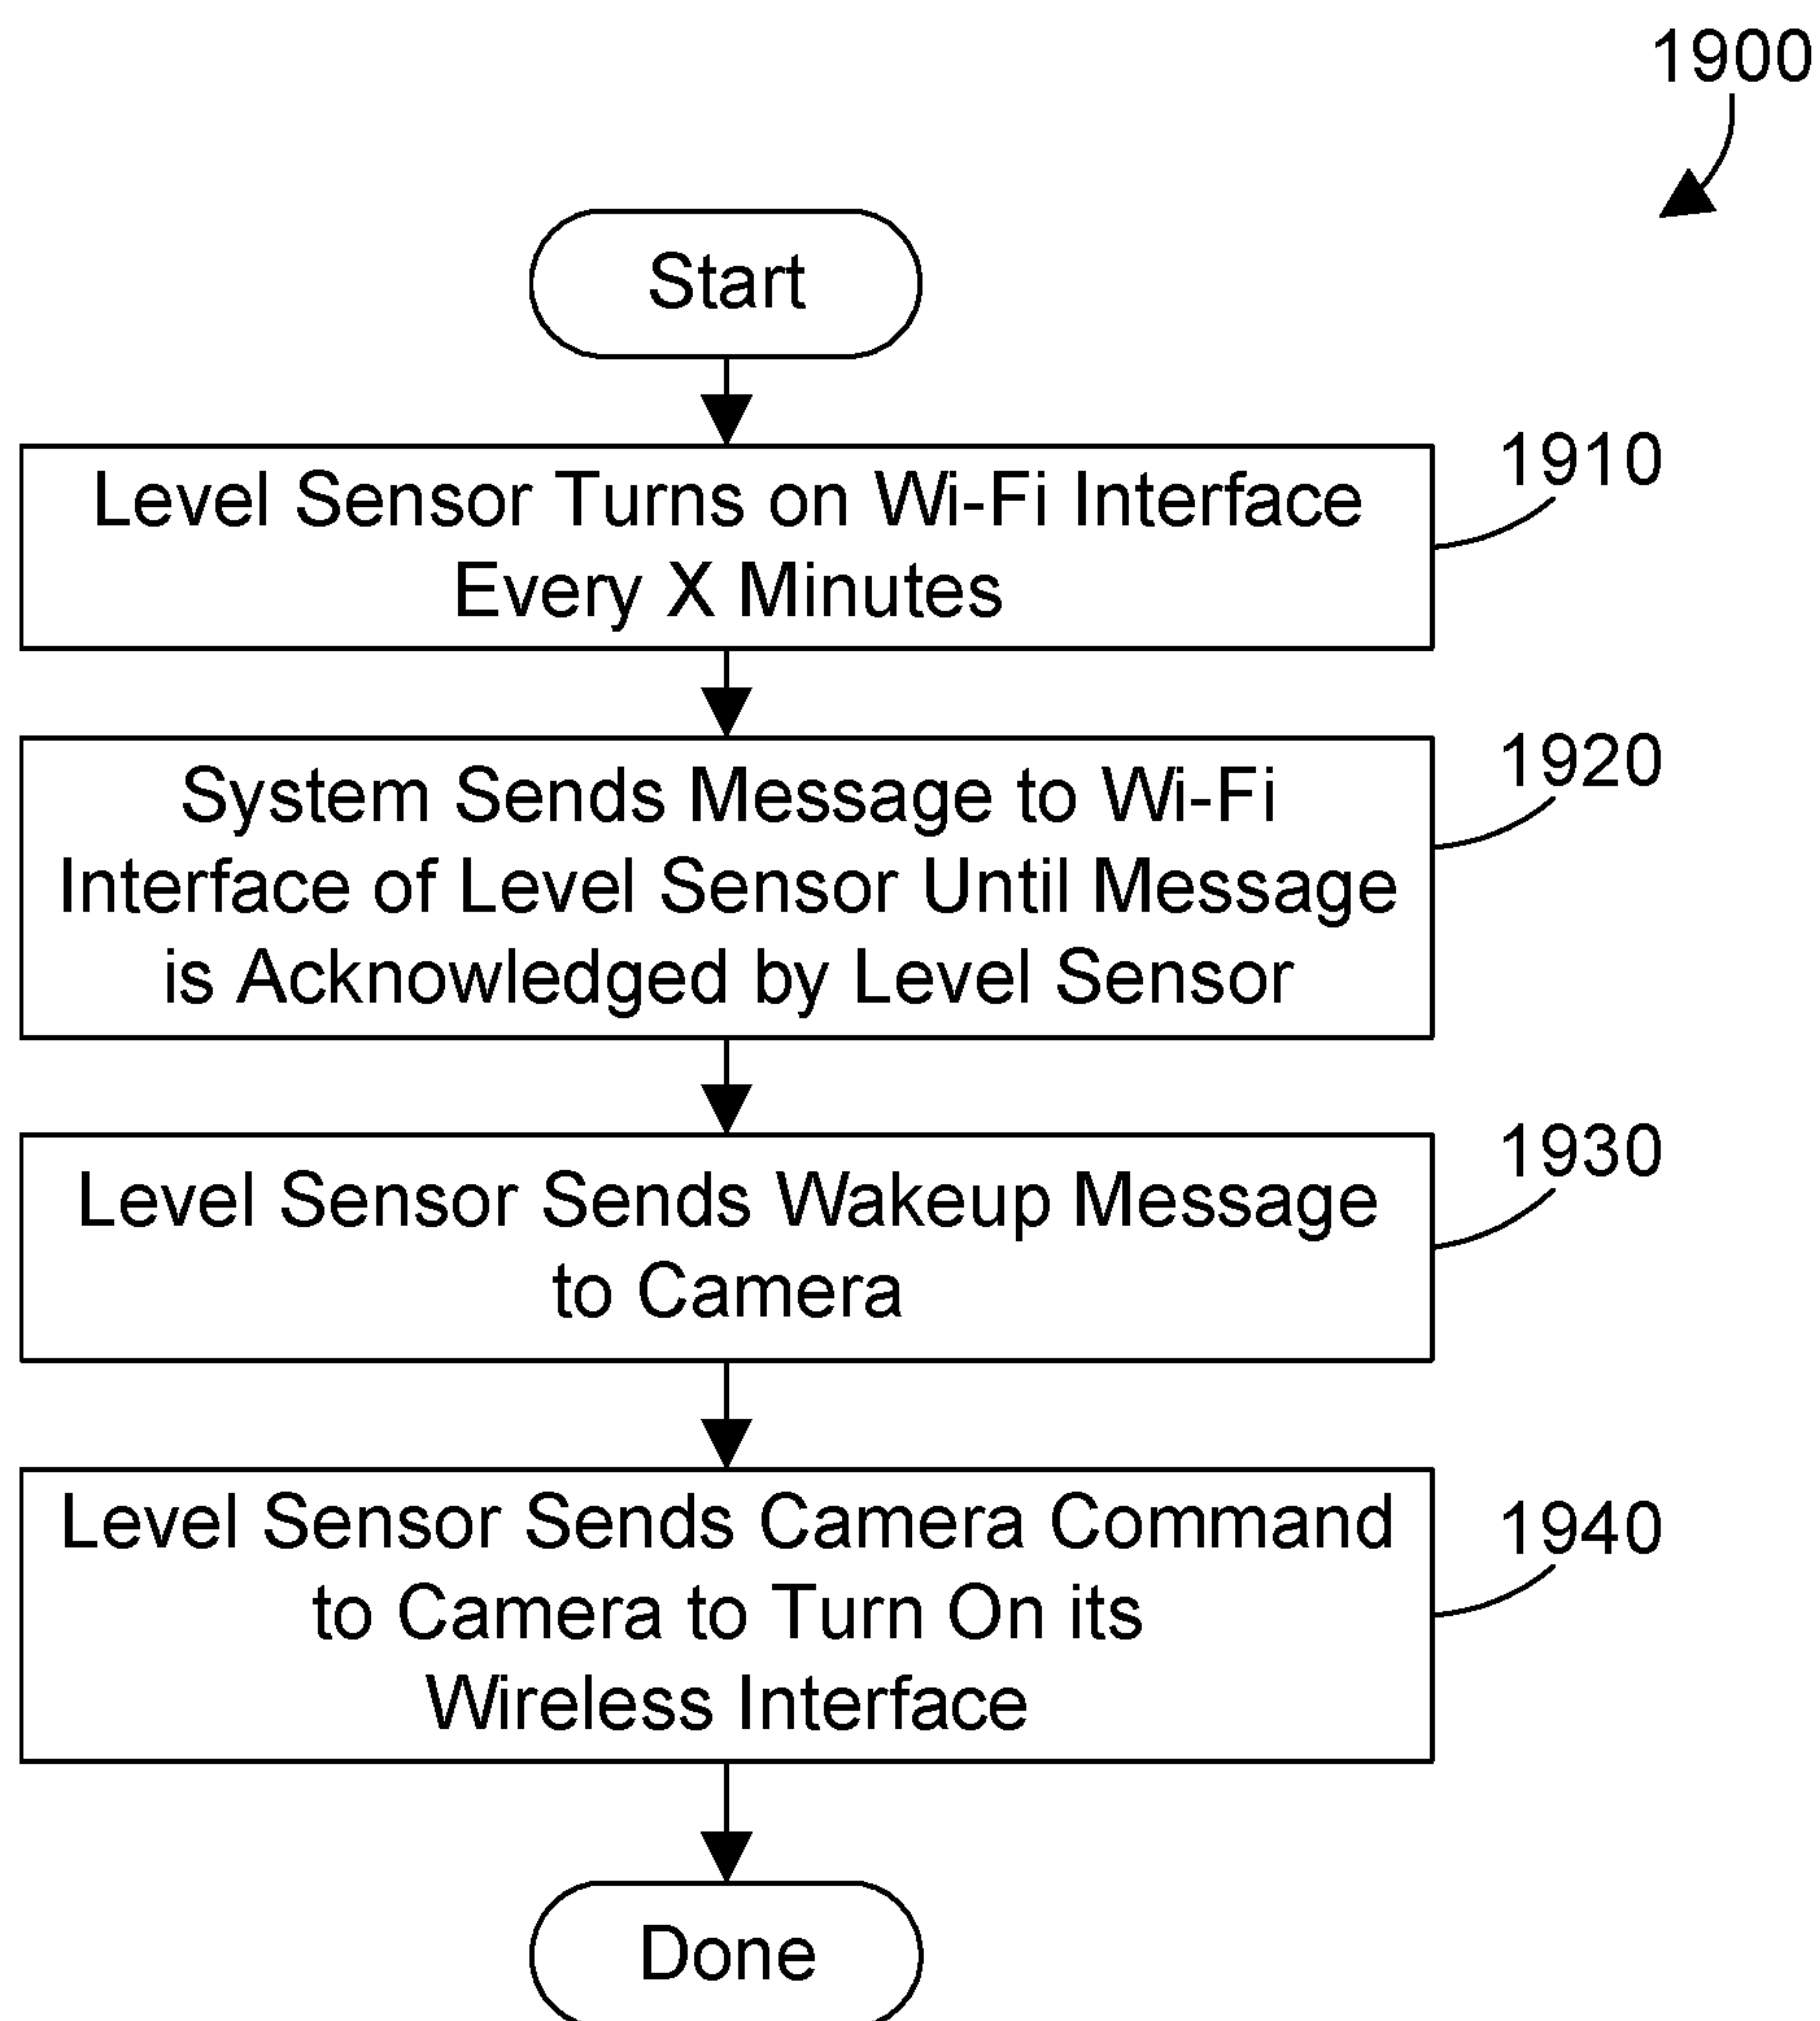 1900
Start
Level Sensor Turns on Wi-Fi Interface
Every X Minutes
1910
System Sends Message to Wi-Fi
Interface of Level Sensor Until Message
is Acknowledged by Level Sensor
1920
Level Sensor Sends Wakeup Message
to Camera
1930
Level Sensor Sends Camera Command
to Camera to Turn On its
Wireless Interface
1940
Done